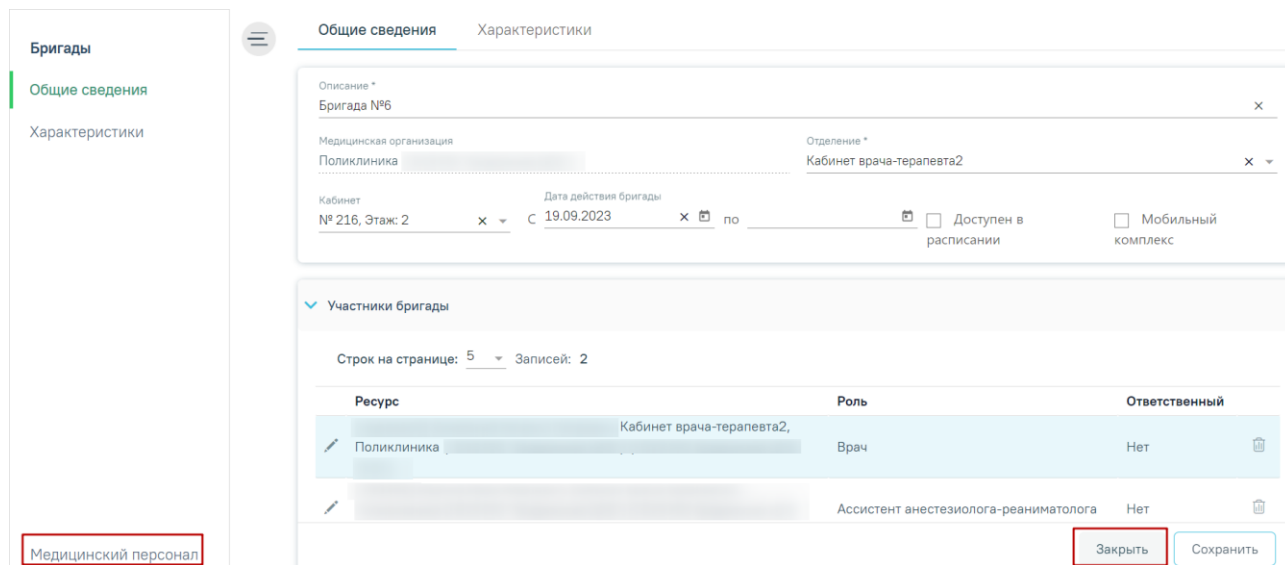 Бригады
Общие сведения
Характеристики
Медицинский персонал
Общие сведения Характеристики
Описание *
Бригада №6
Медицинская организация Отделение *
Поликлиника Кабинет врача-терапевта2
Кабинет Дата действия бригады
№ 216, Этаж: 2 С 19.09.2023 по Доступен в Мобильный
расписании комплекс
Участники бригады
Строк на странице: 5 Записей: 2
Ресурс Роль Ответственный
Кабинет врача-терапевта2,
Поликлиника Врач Нет
Ассистент анестезиолога-реаниматолога Нет
Закрыть Сохранить